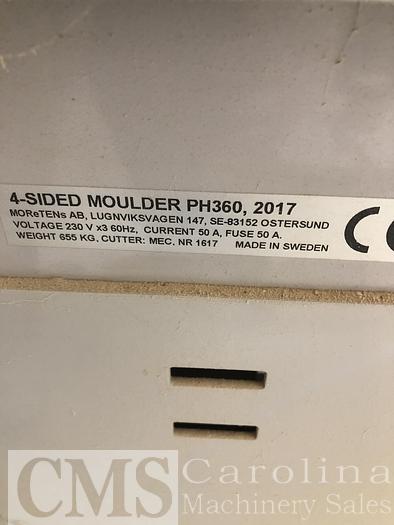 4-SIDED MOULDER PH360, 2017
MOReTENs AB, LUGNVIKSVAGEN 147, SE-83152 OSTERSUND
VOLTAGE 230 V x3 60Hz, CURRENT 50 A, FUSE 50 A.
WEIGHT 655 KG, CUTTER: MEC. NR 1617 MADE IN SWEDEN
CE
CMS Carolina
Machinery Sales